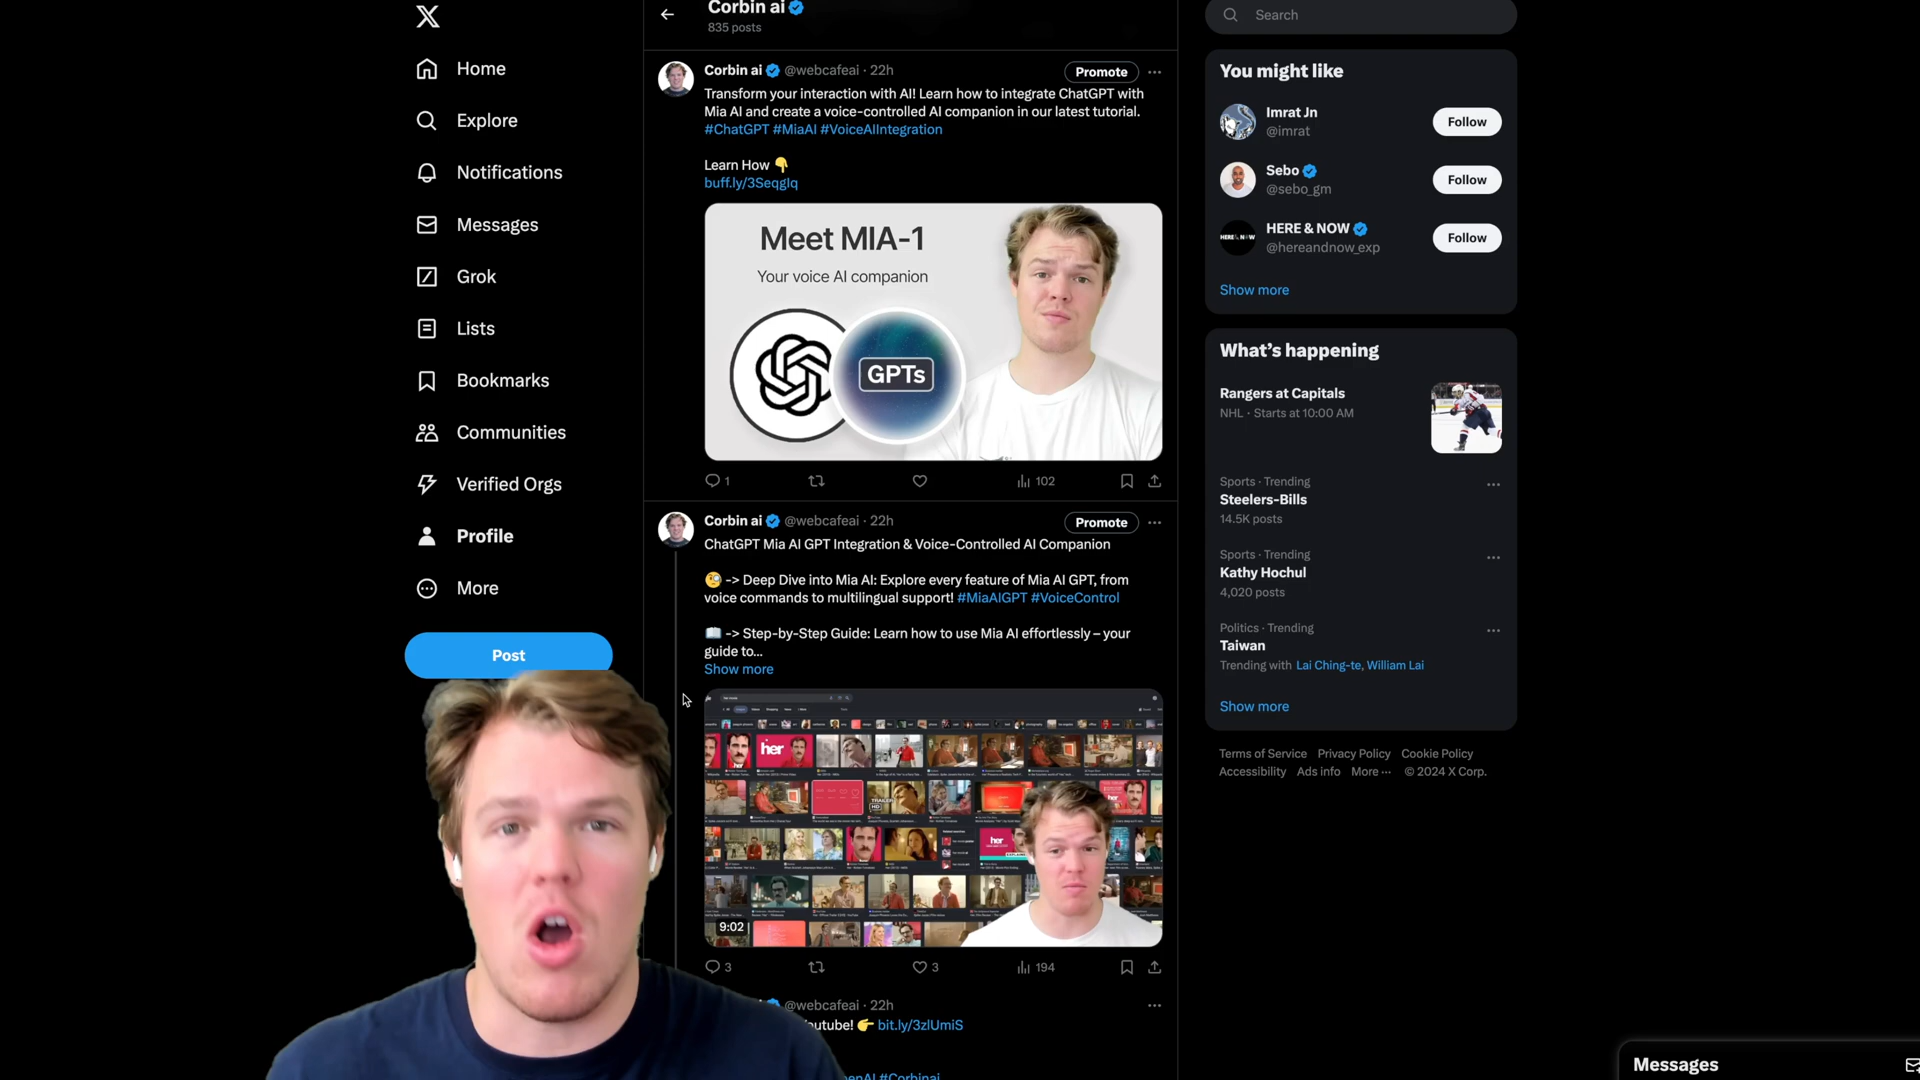 Home
Explore
Notifications
Messages
Grok
Lists
Bookmarks
Communities
Verified Orgs
Profile
More
Post
Corbin ai
835 posts
Corbin ai @webcafeai · 22h
Promote
Transform your interaction with AI! Learn how to integrate ChatGPT with
Mia AI and create a voice-controlled AI companion in our latest tutorial.
#ChatGPT #MiaAI #VoiceAIIntegration
Learn How 👇
buff.ly/3SeqgIq
Meet MIA-1
Your voice AI companion
GPTs
1
102
Corbin ai @webcafeai · 22h
Promote
ChatGPT Mia AI GPT Integration & Voice-Controlled AI Companion
🧐 -> Deep Dive into Mia AI: Explore every feature of Mia AI GPT, from
voice commands to multilingual support! #MiaAIGPT #VoiceControl
📖 -> Step-by-Step Guide: Learn how to use Mia AI effortlessly – your
guide to...
Show more
her
her
9:02
3
3
194
@webcafeai · 22h
outube! 👉 bit.ly/3zlUmiS
#Corbinai
Search
You might like
Imrat Jn
@imrat
Follow
Sebo
@sebo_gm
Follow
HERE & NOW
@hereandnow_exp
Follow
Show more
What's happening
Rangers at Capitals
NHL · Starts at 10:00 AM
Sports · Trending
Steelers-Bills
14.5K posts
Sports · Trending
Kathy Hochul
4,020 posts
Politics · Trending
Taiwan
Trending with Lai Ching-te, William Lai
Show more
Terms of Service Privacy Policy Cookie Policy
Accessibility Ads info More ··· © 2024 X Corp.
Messages